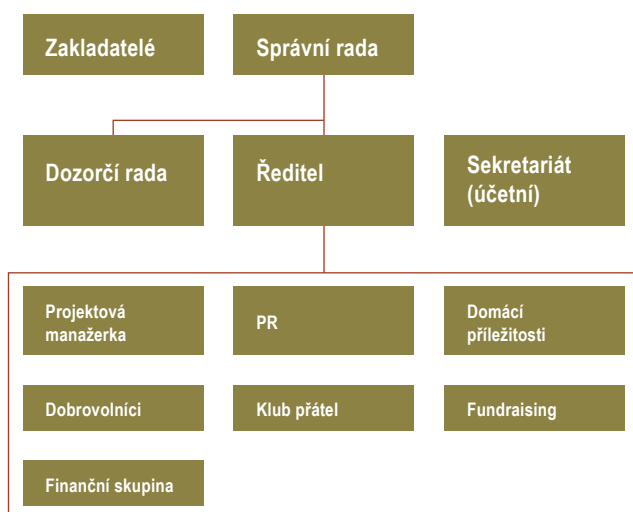 Zakladatelé
Správní rada
Dozorčí rada
Ředitel
Sekretariát
(účetní)
Projektová
manažerka
PR
Domácí
příležitosti
Dobrovolníci
Klub přátel
Fundraising
Finanční skupina